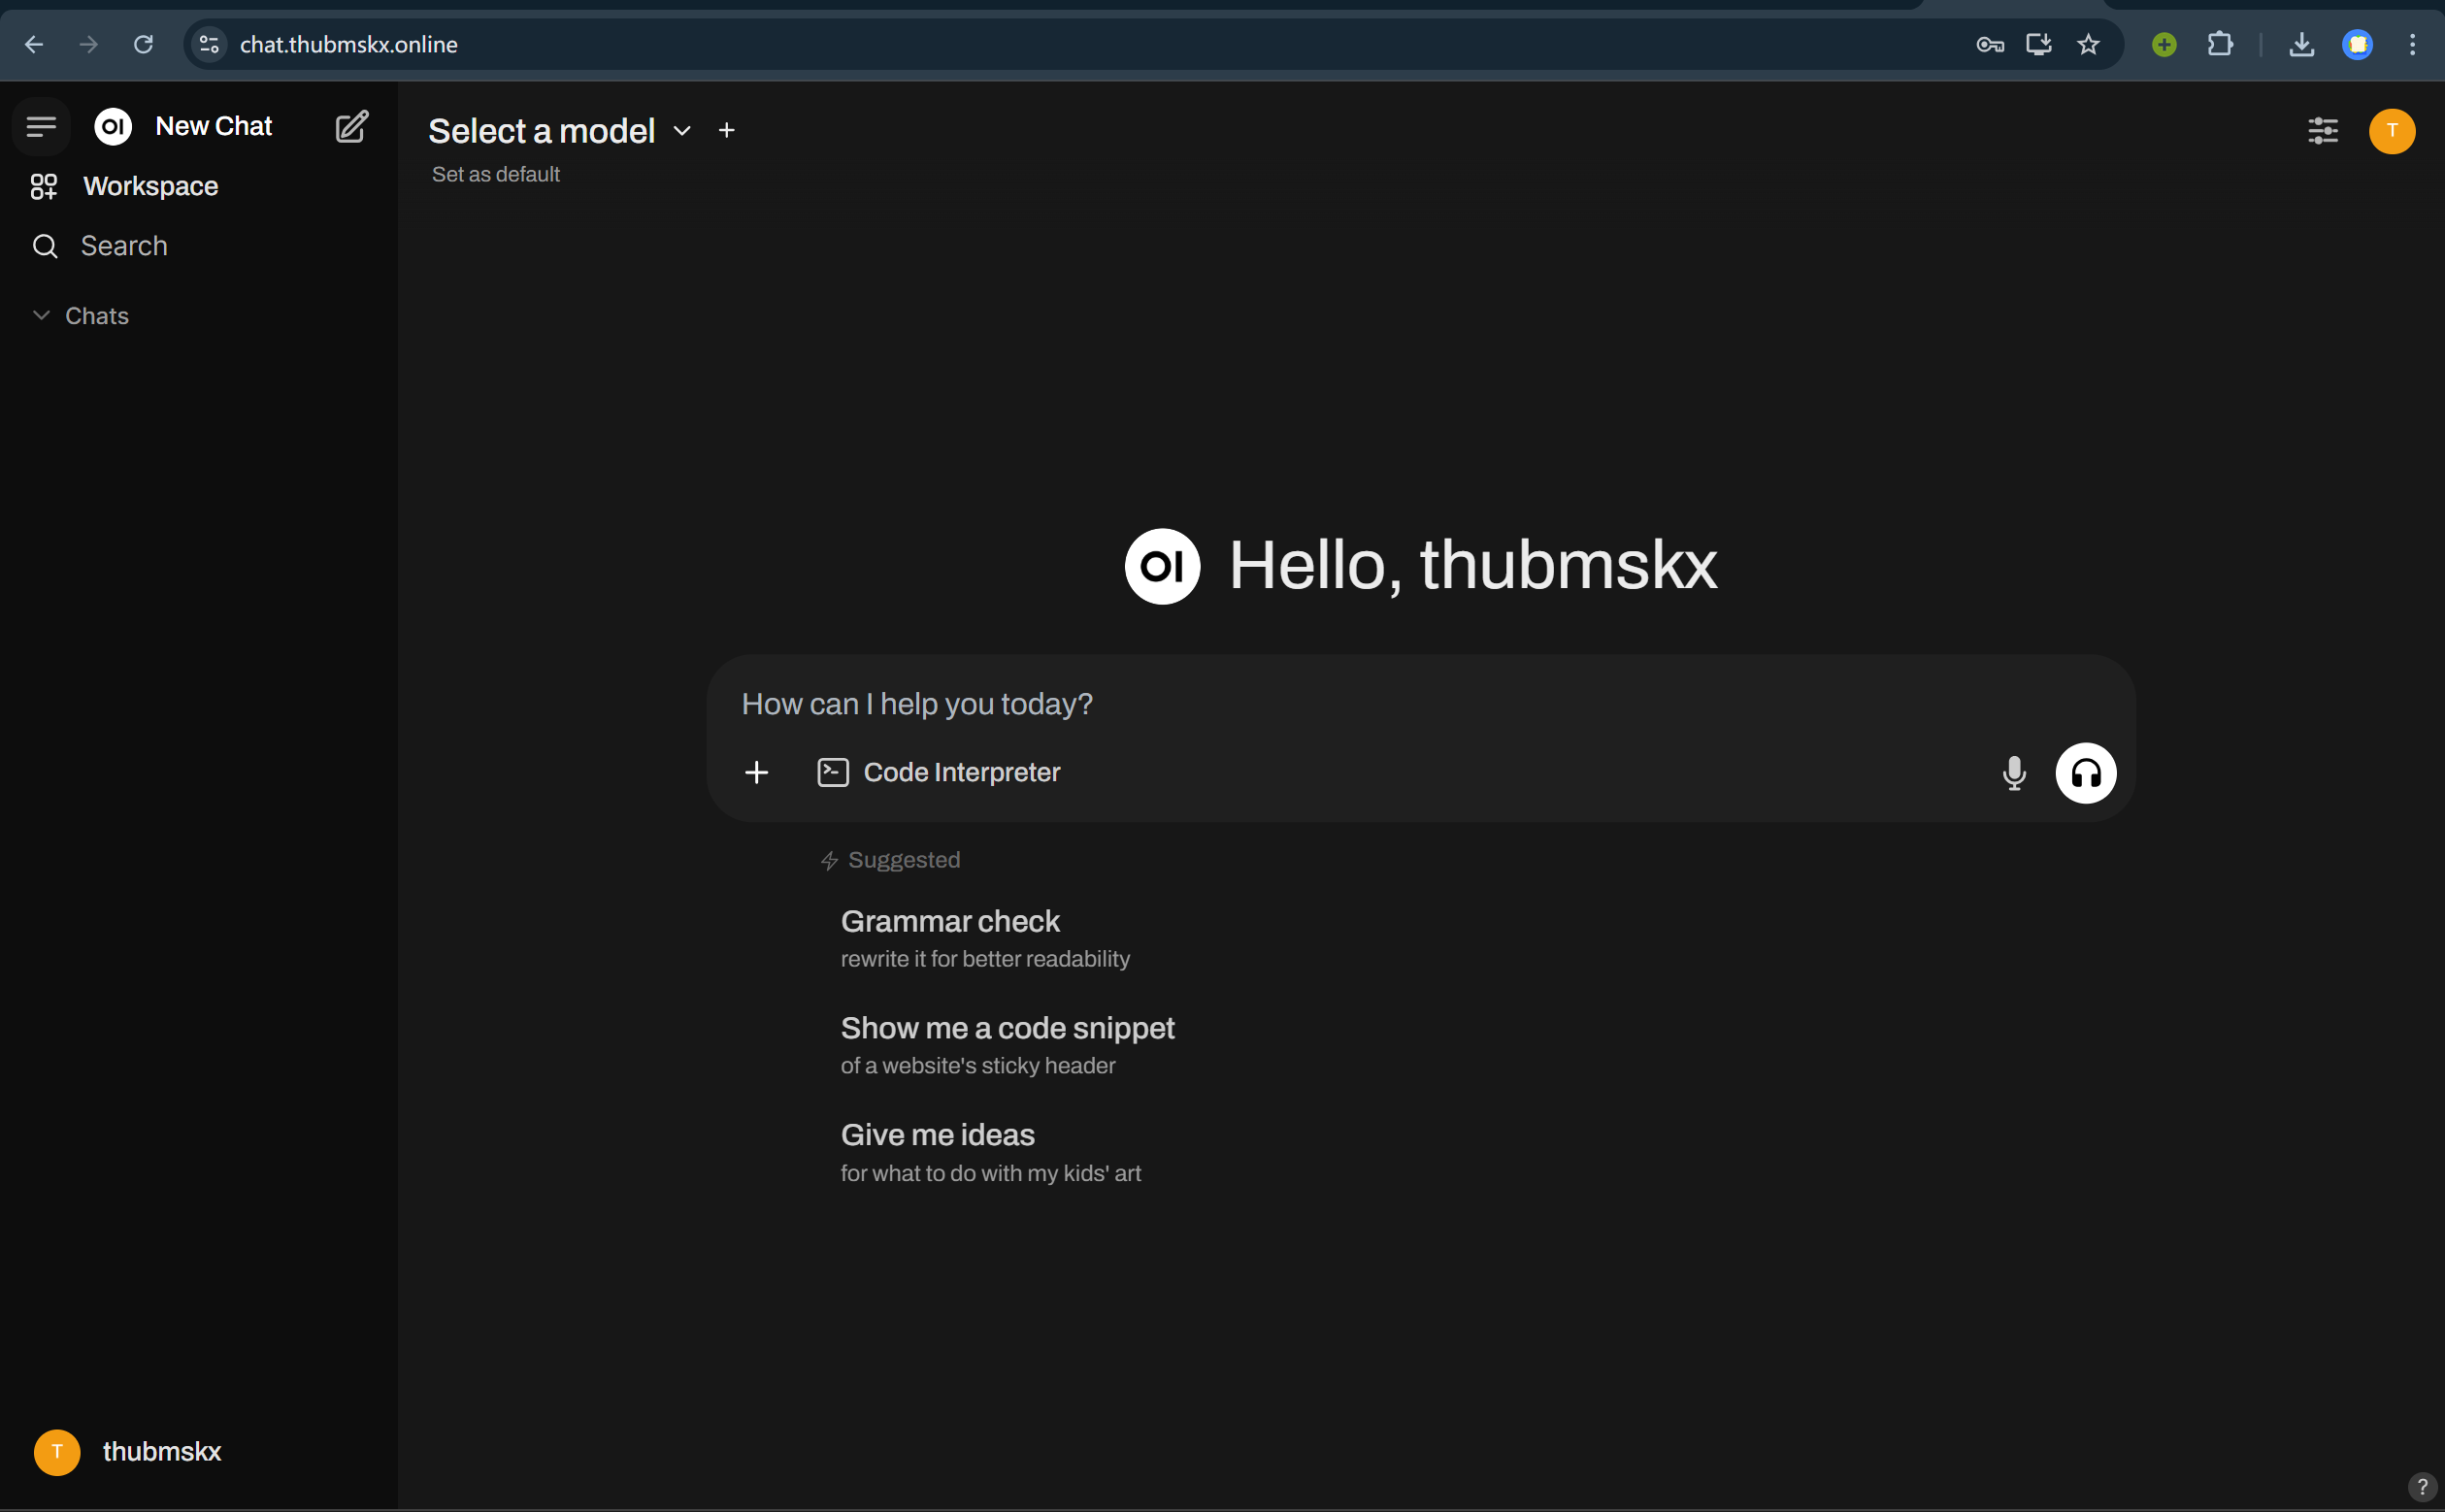 chat.thubmskx.online
OI New Chat
Workspace
Search
Chats
Select a model
Set as default
T
OI Hello, thubmskx
How can I help you today?
Code Interpreter
Suggested
Grammar check
rewrite it for better readability
Show me a code snippet
of a website's sticky header
Give me ideas
for what to do with my kids' art
T thubmskx
?